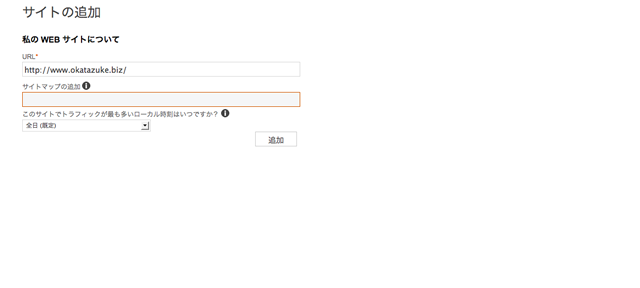 サイトの追加
私の WEB サイトについて
URL*
http://www.okatazuke.biz/
サイトマップの追加
このサイトでトラフィックが最も多いローカル時刻はいつですか？
全日 (既定)
追加